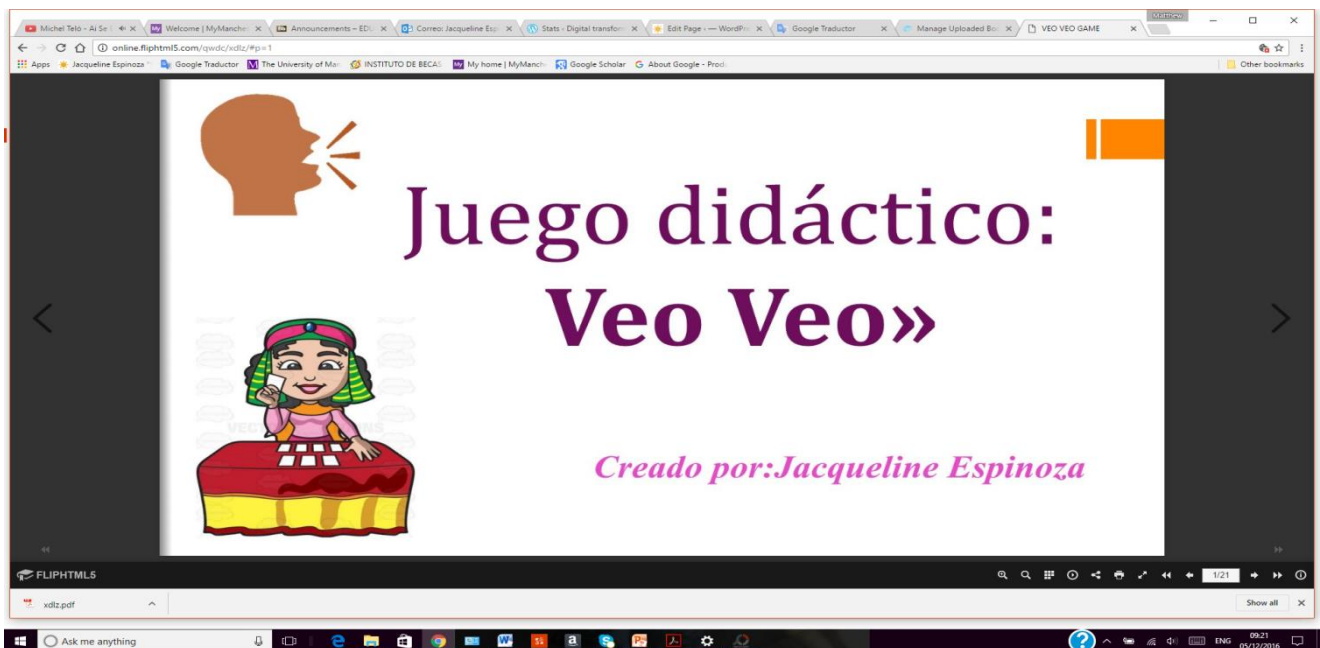 Michel Teló - Ai Se
Welcome | MyManche
Announcements – EDU
Correo: Jacqueline Esp
Stats ‹ Digital transform
Edit Page ‹ — WordPre
Google Traductor
Manage Uploaded Bo
VEO VEO GAME
Matthew
online.fliphtml5.com/qwdc/xdlz/#p=1
Apps
Jacqueline Espinoza
Google Traductor
The University of Man
INSTITUTO DE BECAS
My home | MyManch
Google Scholar
About Google - Prod
Other bookmarks
Juego didáctico:
Veo Veo»
Creado por:Jacqueline Espinoza
FLIPHTML5
1/21
xdlz.pdf
Show all
Ask me anything
ENG
09:21
05/12/2016